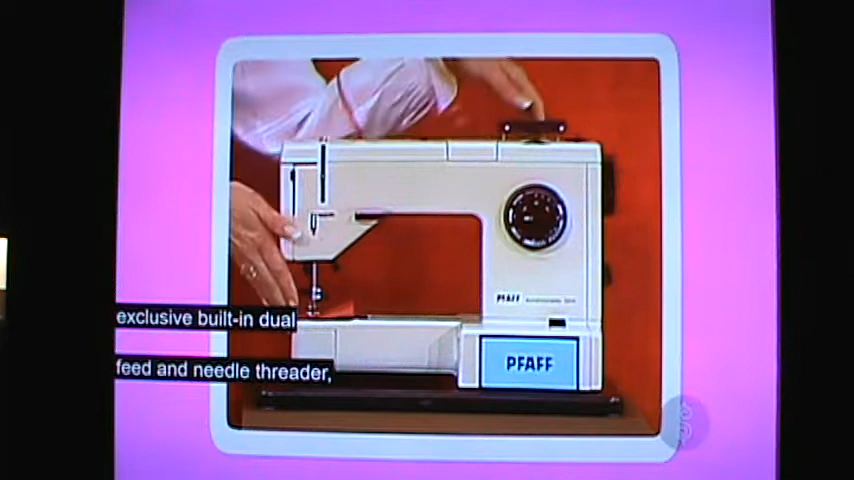 PFAFF
PFAFF
exclusive built-in dual
feed and needle threader,